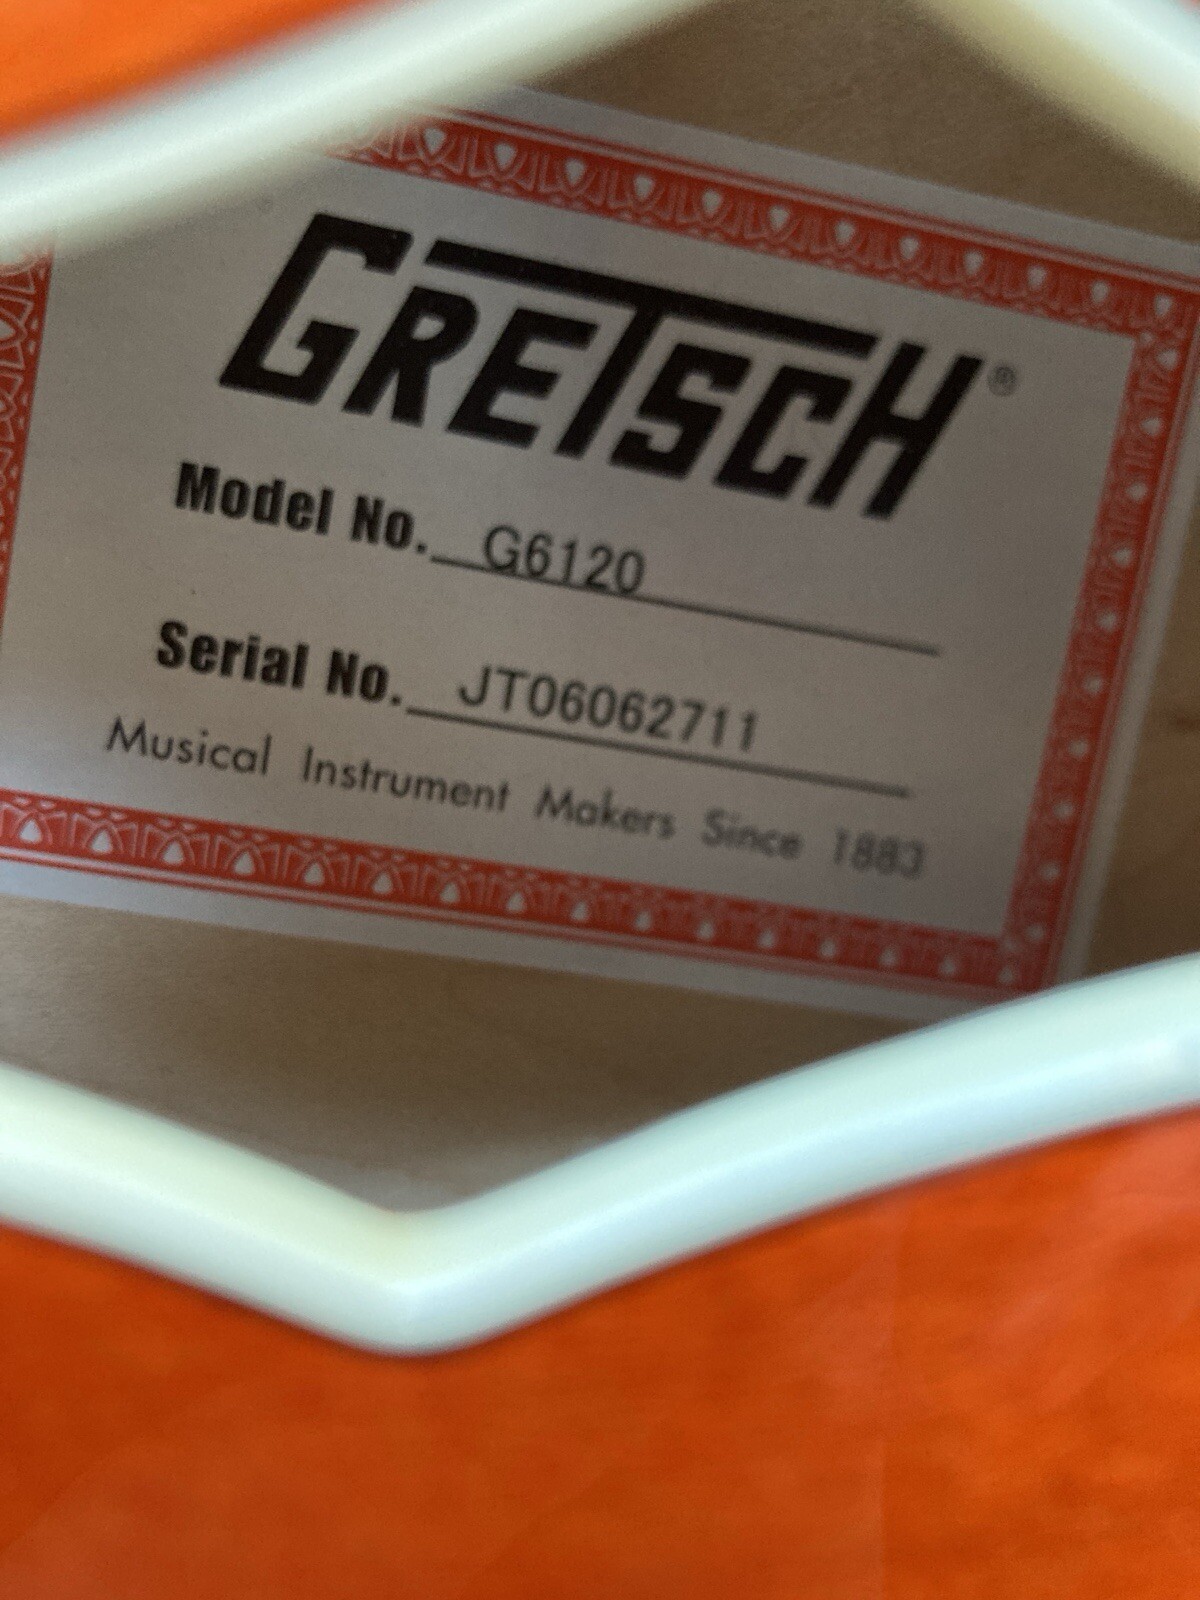 GRETSCH®
Model No. G6120
Serial No. JT06062711
Musical Instrument Makers Since 1883